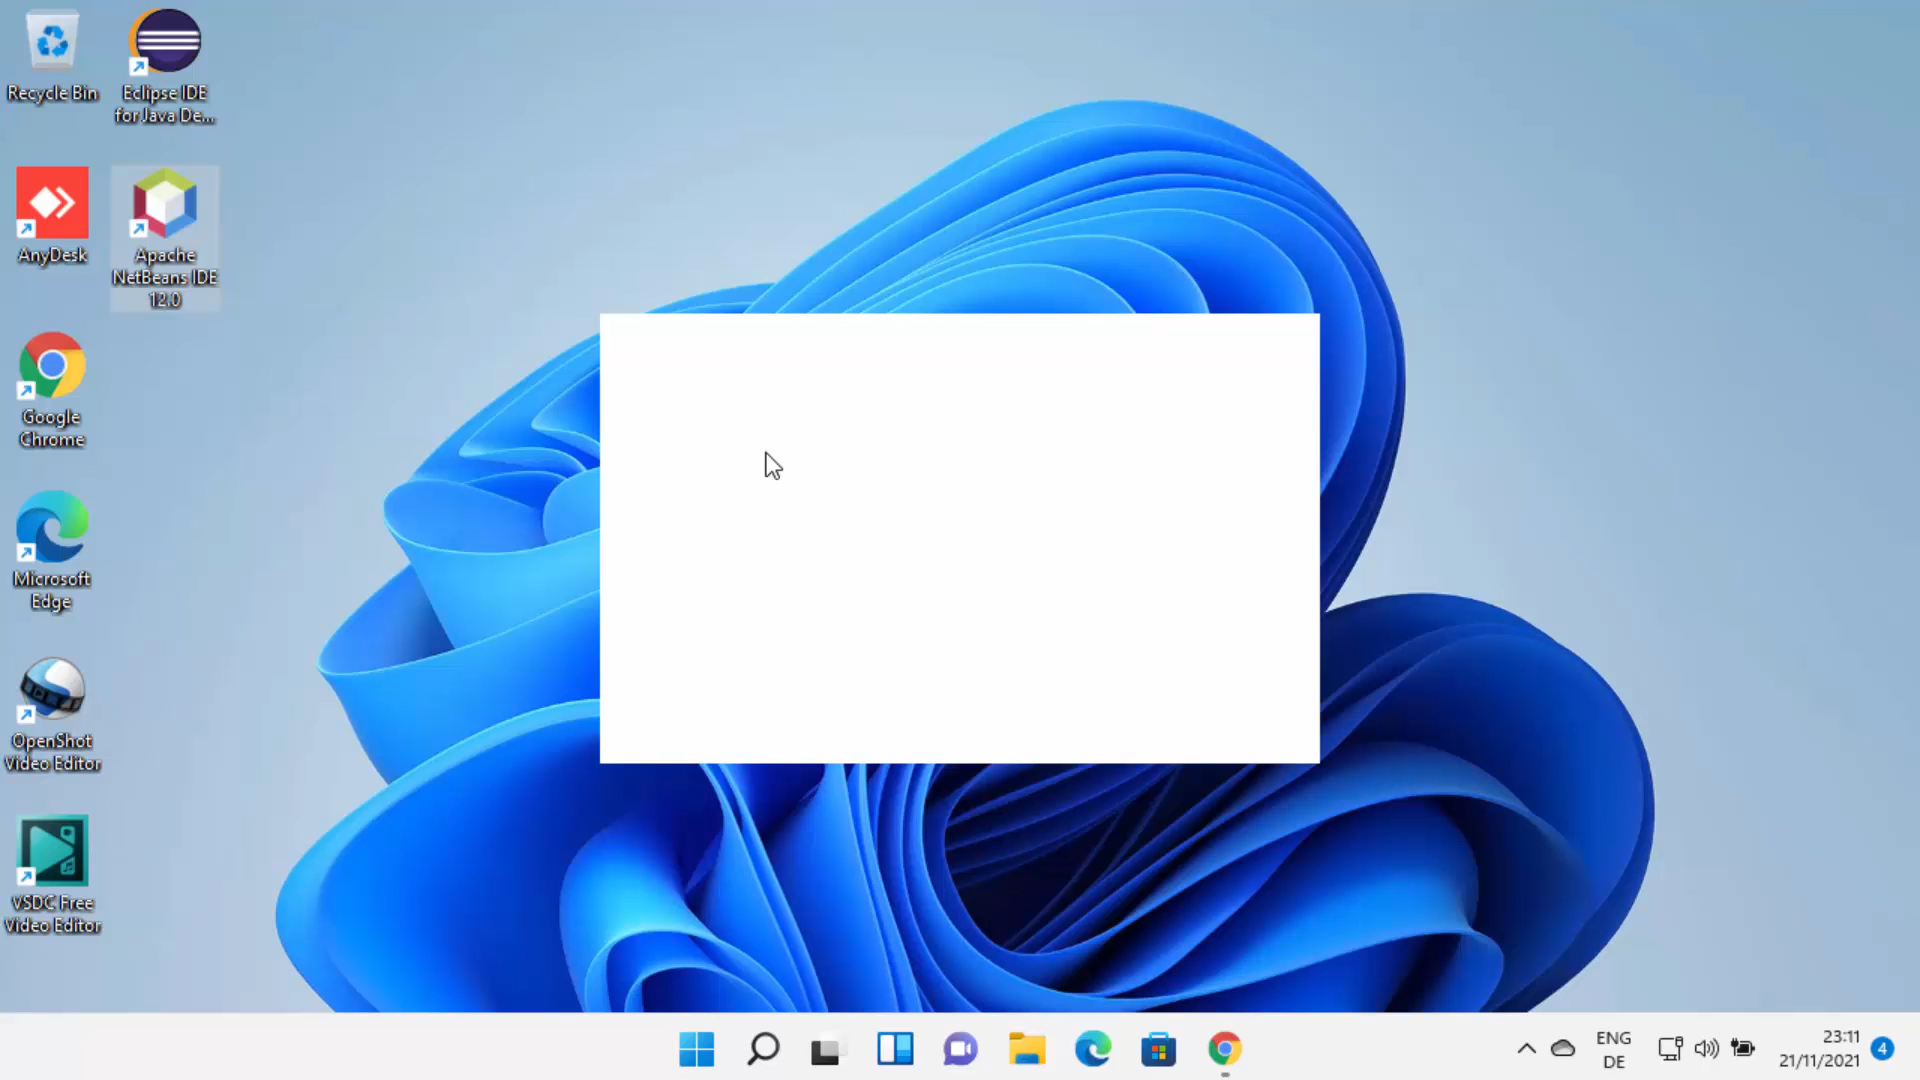 Recycle Bin
Eclipse IDE
for Java De...
AnyDesk
Apache
NetBeans IDE
12.0
Google
Chrome
Microsoft
Edge
OpenShot
Video Editor
VSDC Free
Video Editor
ENG
DE
23:11
21/11/2021
4